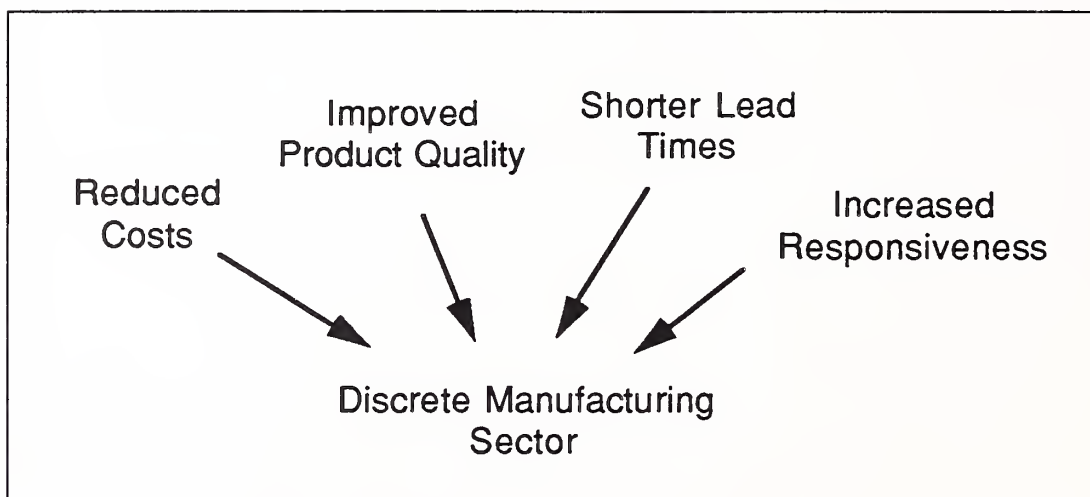 Reduced
Costs
Improved
Product Quality
Shorter Lead
Times
Increased
Responsiveness
Discrete Manufacturing
Sector